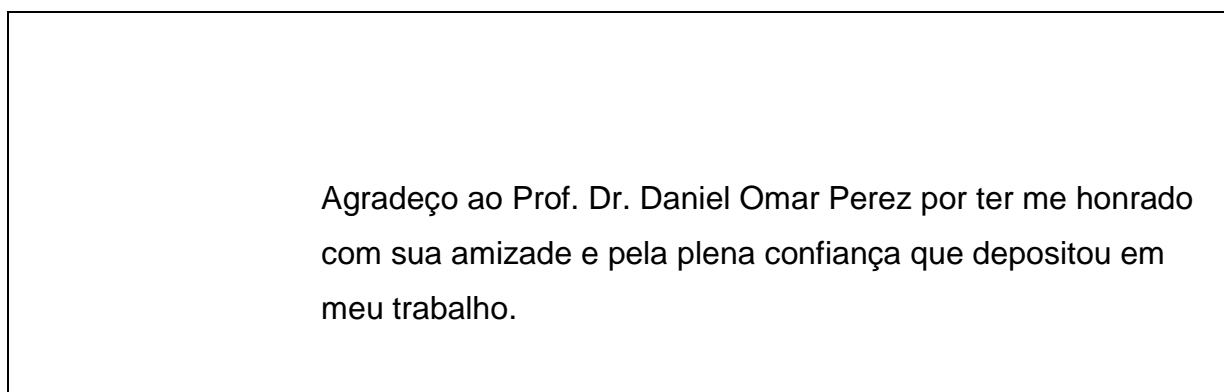 Agradeço ao Prof. Dr. Daniel Omar Perez por ter me honrado
com sua amizade e pela plena confiança que depositou em
meu trabalho.